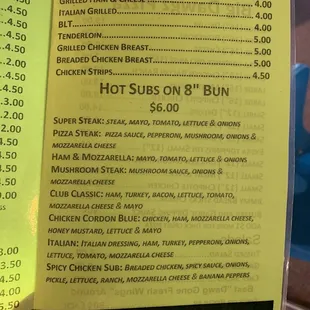 GRILLED HAM & CHEESE 4.00
ITALIAN GRILLED 4.00
BLT 4.00
TENDERLOIN 5.00
GRILLED CHICKEN BREAST 5.00
BREADED CHICKEN BREAST 5.00
CHICKEN STRIPS 4.50
HOT SUBS ON 8" BUN
$6.00
SUPER STEAK: STEAK, MAYO, TOMATO, LETTUCE & ONIONS
PIZZA STEAK: PIZZA SAUCE, PEPPERONI, MUSHROOM, ONIONS &
MOZZARELLA CHEESE
HAM & MOZZARELLA: MAYO, TOMATO, LETTUCE & ONIONS
MUSHROOM STEAK: MUSHROOM SAUCE, ONIONS &
MOZZARELLA CHEESE
CLUB CLASSIC: HAM, TURKEY, BACON, LETTUCE, TOMATO,
MOZZARELLA CHEESE & MAYO
CHICKEN CORDON BLUE: CHICKEN, HAM, MOZZARELLA CHEESE,
HONEY MUSTARD, LETTUCE & MAYO
ITALIAN: ITALIAN DRESSING, HAM, TURKEY, PEPPERONI, ONIONS,
LETTUCE, TOMATO, MOZZARELLA CHEESE
SPICY CHICKEN SUB: BREADED CHICKEN, SPICY SAUCE, ONIONS,
PICKLE, LETTUCE, RANCH, MOZZARELLA CHEESE & BANANA PEPPERS